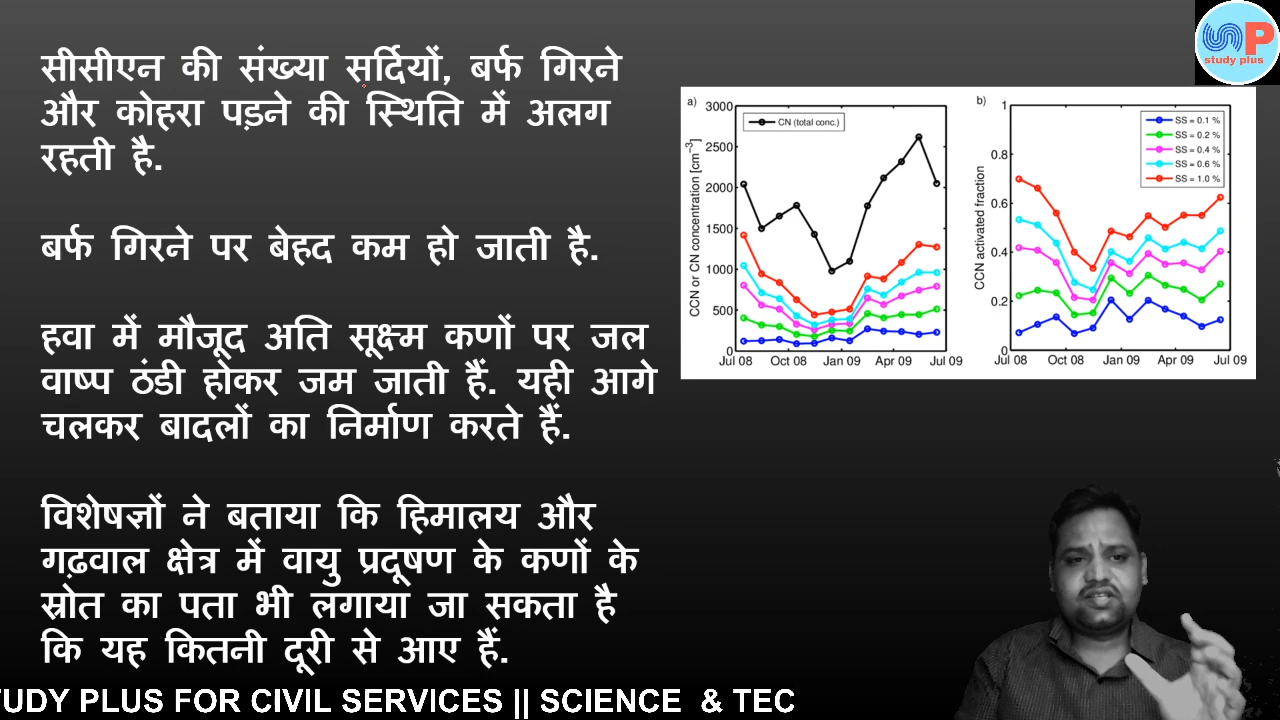 सीसीएन की संख्या सर्दियों, बर्फ गिरने
और कोहरा पड़ने की स्थिति में अलग
रहती है.
बर्फ गिरने पर बेहद कम हो जाती है.
हवा में मौजूद अति सूक्ष्म कणों पर जल
वाष्प ठंडी होकर जम जाती हैं. यही आगे
चलकर बादलों का निर्माण करते हैं.
विशेषज्ञों ने बताया कि हिमालय और
गढ़वाल क्षेत्र में वायु प्रदूषण के कणों के
स्रोत का पता भी लगाया जा सकता है
कि यह कितनी दूरी से आए हैं.
SP
study plus
a)
CCN or CN concentration [cm⁻³]
3000
2500
2000
1500
1000
500
0
CN (total conc.)
Jul 08 Oct 08 Jan 09 Apr 09 Jul 09
b)
CCN activated fraction
1
0.8
0.6
0.4
0.2
0
SS = 0.1 %
SS = 0.2 %
SS = 0.4 %
SS = 0.6 %
SS = 1.0 %
Jul 08 Oct 08 Jan 09 Apr 09 Jul 09
TUDY PLUS FOR CIVIL SERVICES || SCIENCE & TEC